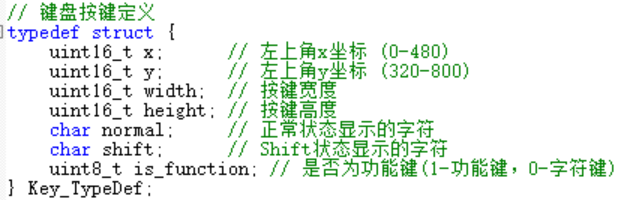 // 键盘按键定义
typedef struct {
    uint16_t x;      // 左上角x坐标 (0-480)
    uint16_t y;      // 左上角y坐标 (320-800)
    uint16_t width;  // 按键宽度
    uint16_t height; // 按键高度
    char normal;     // 正常状态显示的字符
    char shift;      // Shift状态显示的字符
    uint8_t is_function; // 是否为功能键(1-功能键，0-字符键)
} Key_TypeDef;